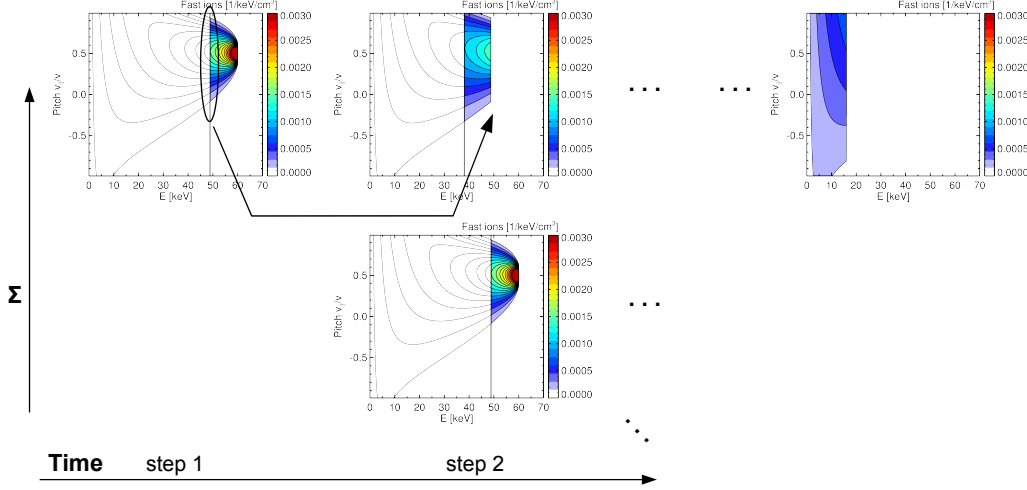 Fast ions [1/keV/cm³]
0.0030
0.0025
0.0020
0.0015
0.0010
0.0005
0.0000
0.5
0.0
-0.5
Pitch v∥/v
0 10 20 30 40 50 60 70
E [keV]
Fast ions [1/keV/cm³]
0.0030
0.0025
0.0020
0.0015
0.0010
0.0005
0.0000
0.5
0.0
-0.5
Pitch v∥/v
0 10 20 30 40 50 60 70
E [keV]
... ...
Fast ions [1/keV/cm³]
0.0030
0.0025
0.0020
0.0015
0.0010
0.0005
0.0000
0.5
0.0
-0.5
Pitch v∥/v
0 10 20 30 40 50 60 70
E [keV]
Fast ions [1/keV/cm³]
0.0030
0.0025
0.0020
0.0015
0.0010
0.0005
0.0000
0.5
0.0
-0.5
Pitch v∥/v
0 10 20 30 40 50 60 70
E [keV]
...
Σ
...
Time step 1 step 2